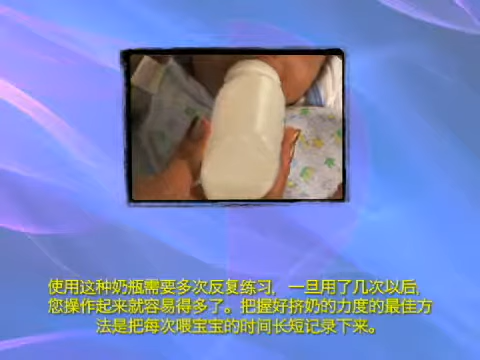 使用这种奶瓶需要多次反复练习，一旦用了几次以后，
您操作起来就容易得多了。把握好挤奶的力度的最佳方
法是把每次喂宝宝的时间长短记录下来。